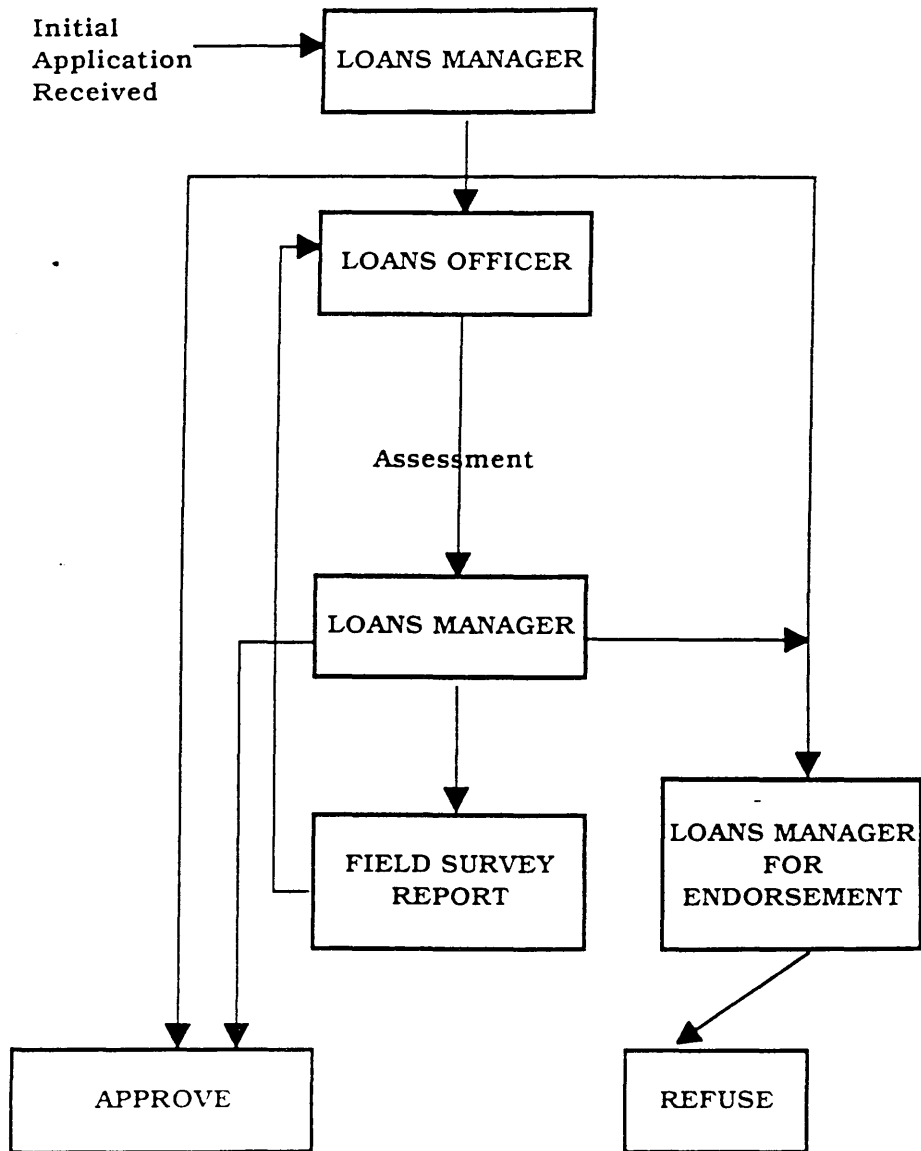 Initial
Application
Received
LOANS MANAGER
LOANS OFFICER
Assessment
LOANS MANAGER
FIELD SURVEY
REPORT
LOANS MANAGER
FOR
ENDORSEMENT
APPROVE
REFUSE